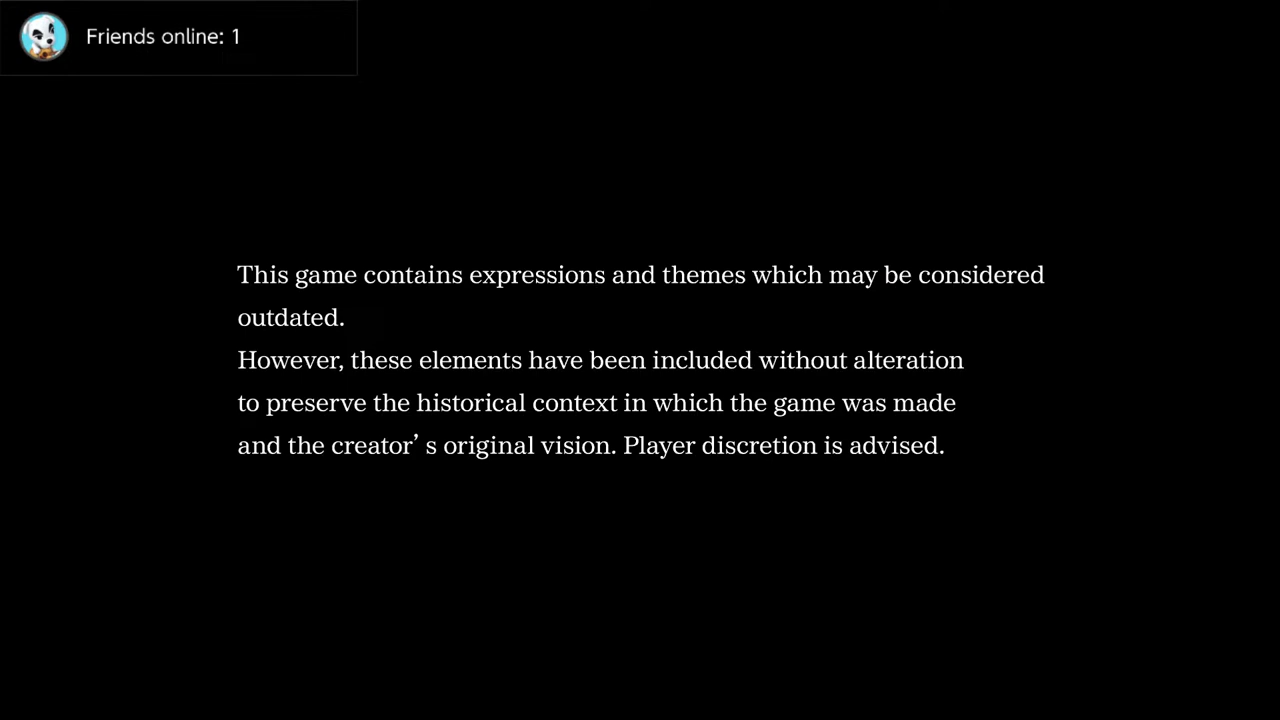 Friends online: 1
This game contains expressions and themes which may be considered
outdated.
However, these elements have been included without alteration
to preserve the historical context in which the game was made
and the creator’ s original vision. Player discretion is advised.